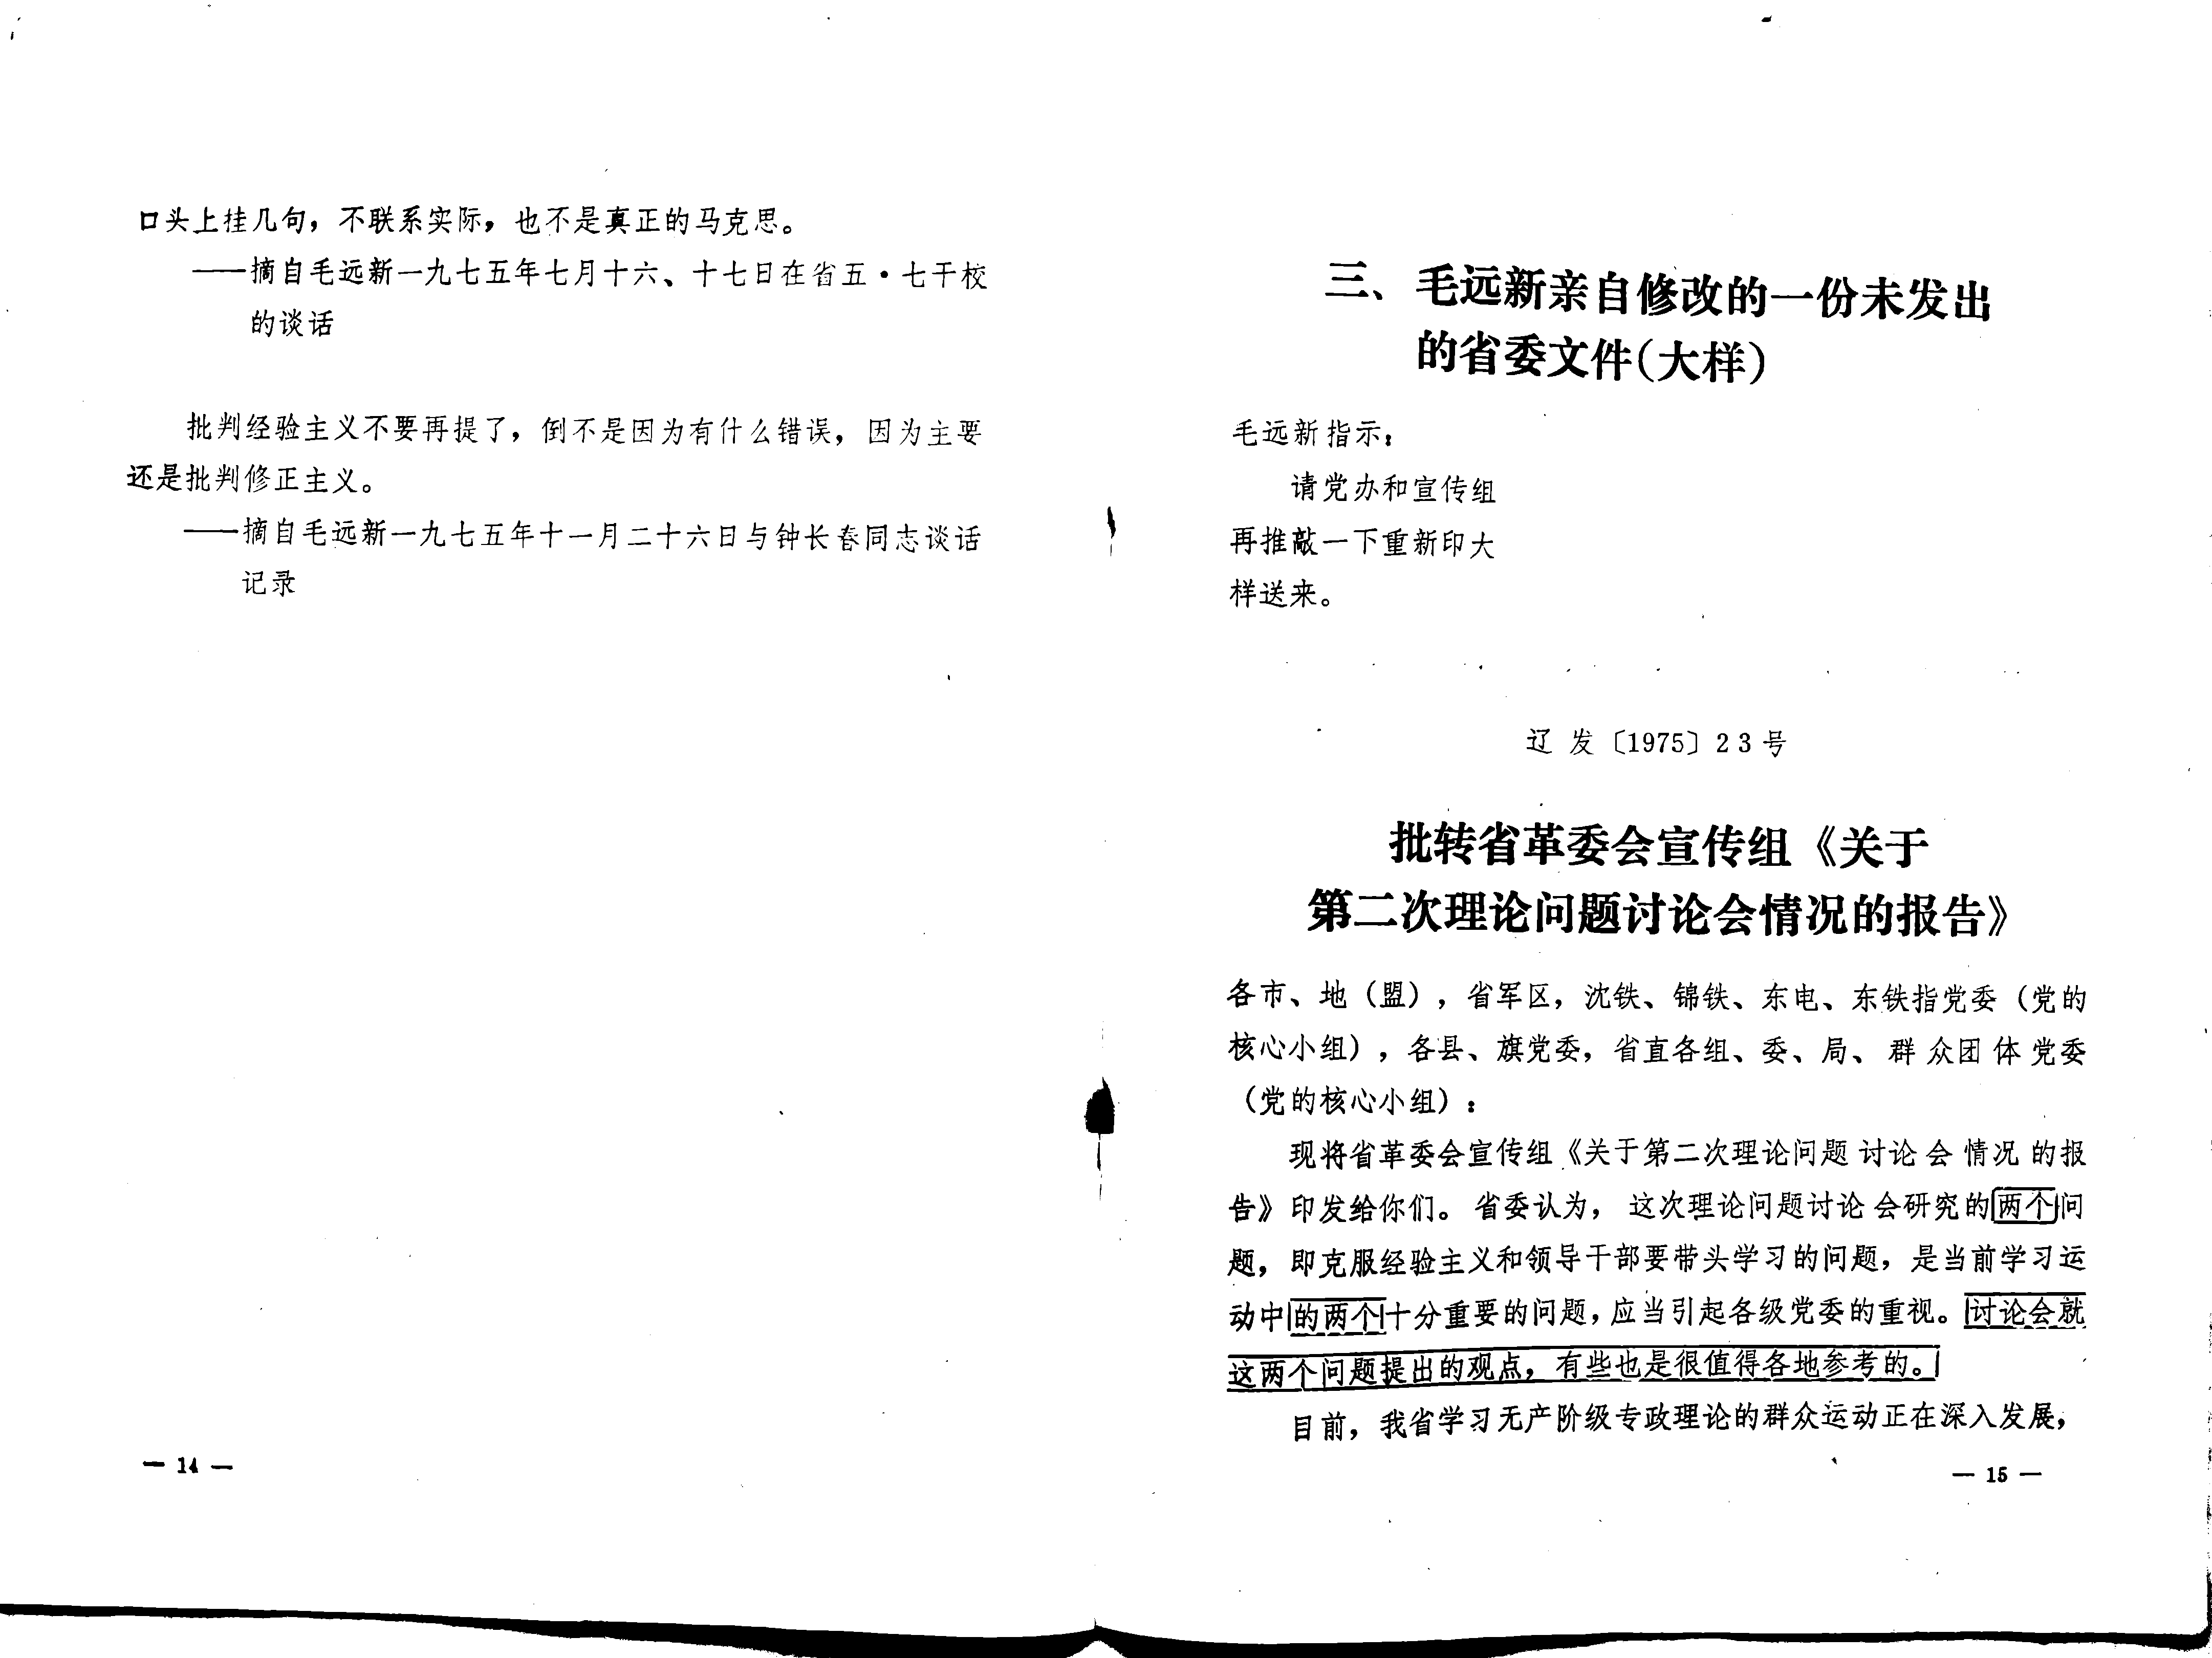 口头上挂几句，不联系实际，也不是真正的马克思。
——摘自毛远新一九七五年七月十六、十七日在省五·七干校
的谈话
批判经验主义不要再提了，倒不是因为有什么错误，因为主要
还是批判修正主义。
——摘自毛远新一九七五年十一月二十六日与钟长春同志谈话
记录
— 14 —
三、毛远新亲自修改的一份未发出
的省委文件（大样）
毛远新指示：
请党办和宣传组
再推敲一下重新印大
样送来。
辽发〔1975〕23号
批转省革委会宣传组《关于
第二次理论问题讨论会情况的报告》
各市、地（盟），省军区，沈铁、锦铁、东电、东铁指党委（党的
核心小组），各县、旗党委，省直各组、委、局、群众团体党委
（党的核心小组）：
现将省革委会宣传组《关于第二次理论问题讨论会情况的报
告》印发给你们。省委认为，这次理论问题讨论会研究的两个问
题，即克服经验主义和领导干部要带头学习的问题，是当前学习运
动中的两个十分重要的问题，应当引起各级党委的重视。讨论会就
这两个问题提出的观点，有些也是很值得各地参考的。
目前，我省学习无产阶级专政理论的群众运动正在深入发展，
— 15 —